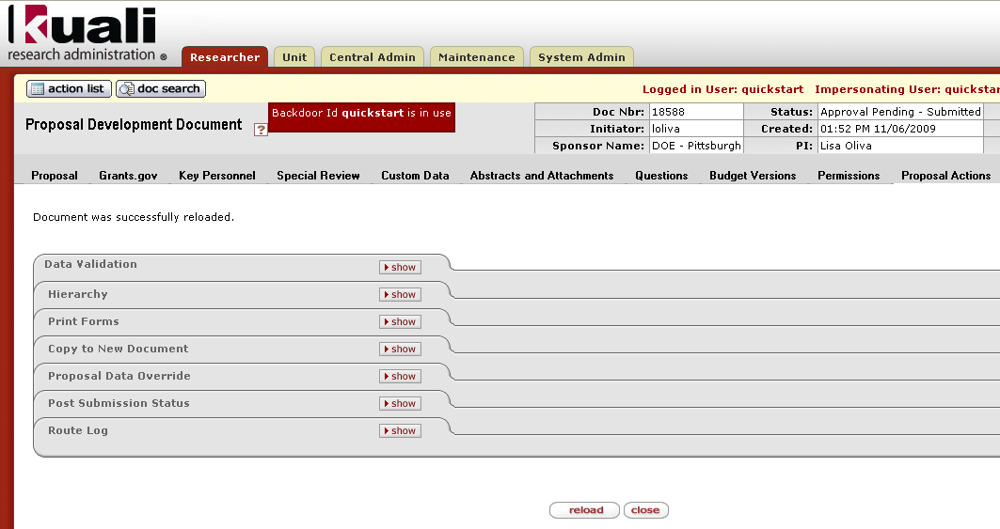 kuali
research administration ®
Researcher Unit Central Admin Maintenance System Admin
action list doc search Logged in User: quickstart Impersonating User: quickstar
Proposal Development Document ? Backdoor Id quickstart is in use
Doc Nbr: 18588 Status: Approval Pending - Submitted
Initiator: loliva Created: 01:52 PM 11/06/2009
Sponsor Name: DOE - Pittsburgh PI: Lisa Oliva
Proposal Grants.gov Key Personnel Special Review Custom Data Abstracts and Attachments Questions Budget Versions Permissions Proposal Actions
Document was successfully reloaded.
Data Validation show
Hierarchy show
Print Forms show
Copy to New Document show
Proposal Data Override show
Post Submission Status show
Route Log show
reload close